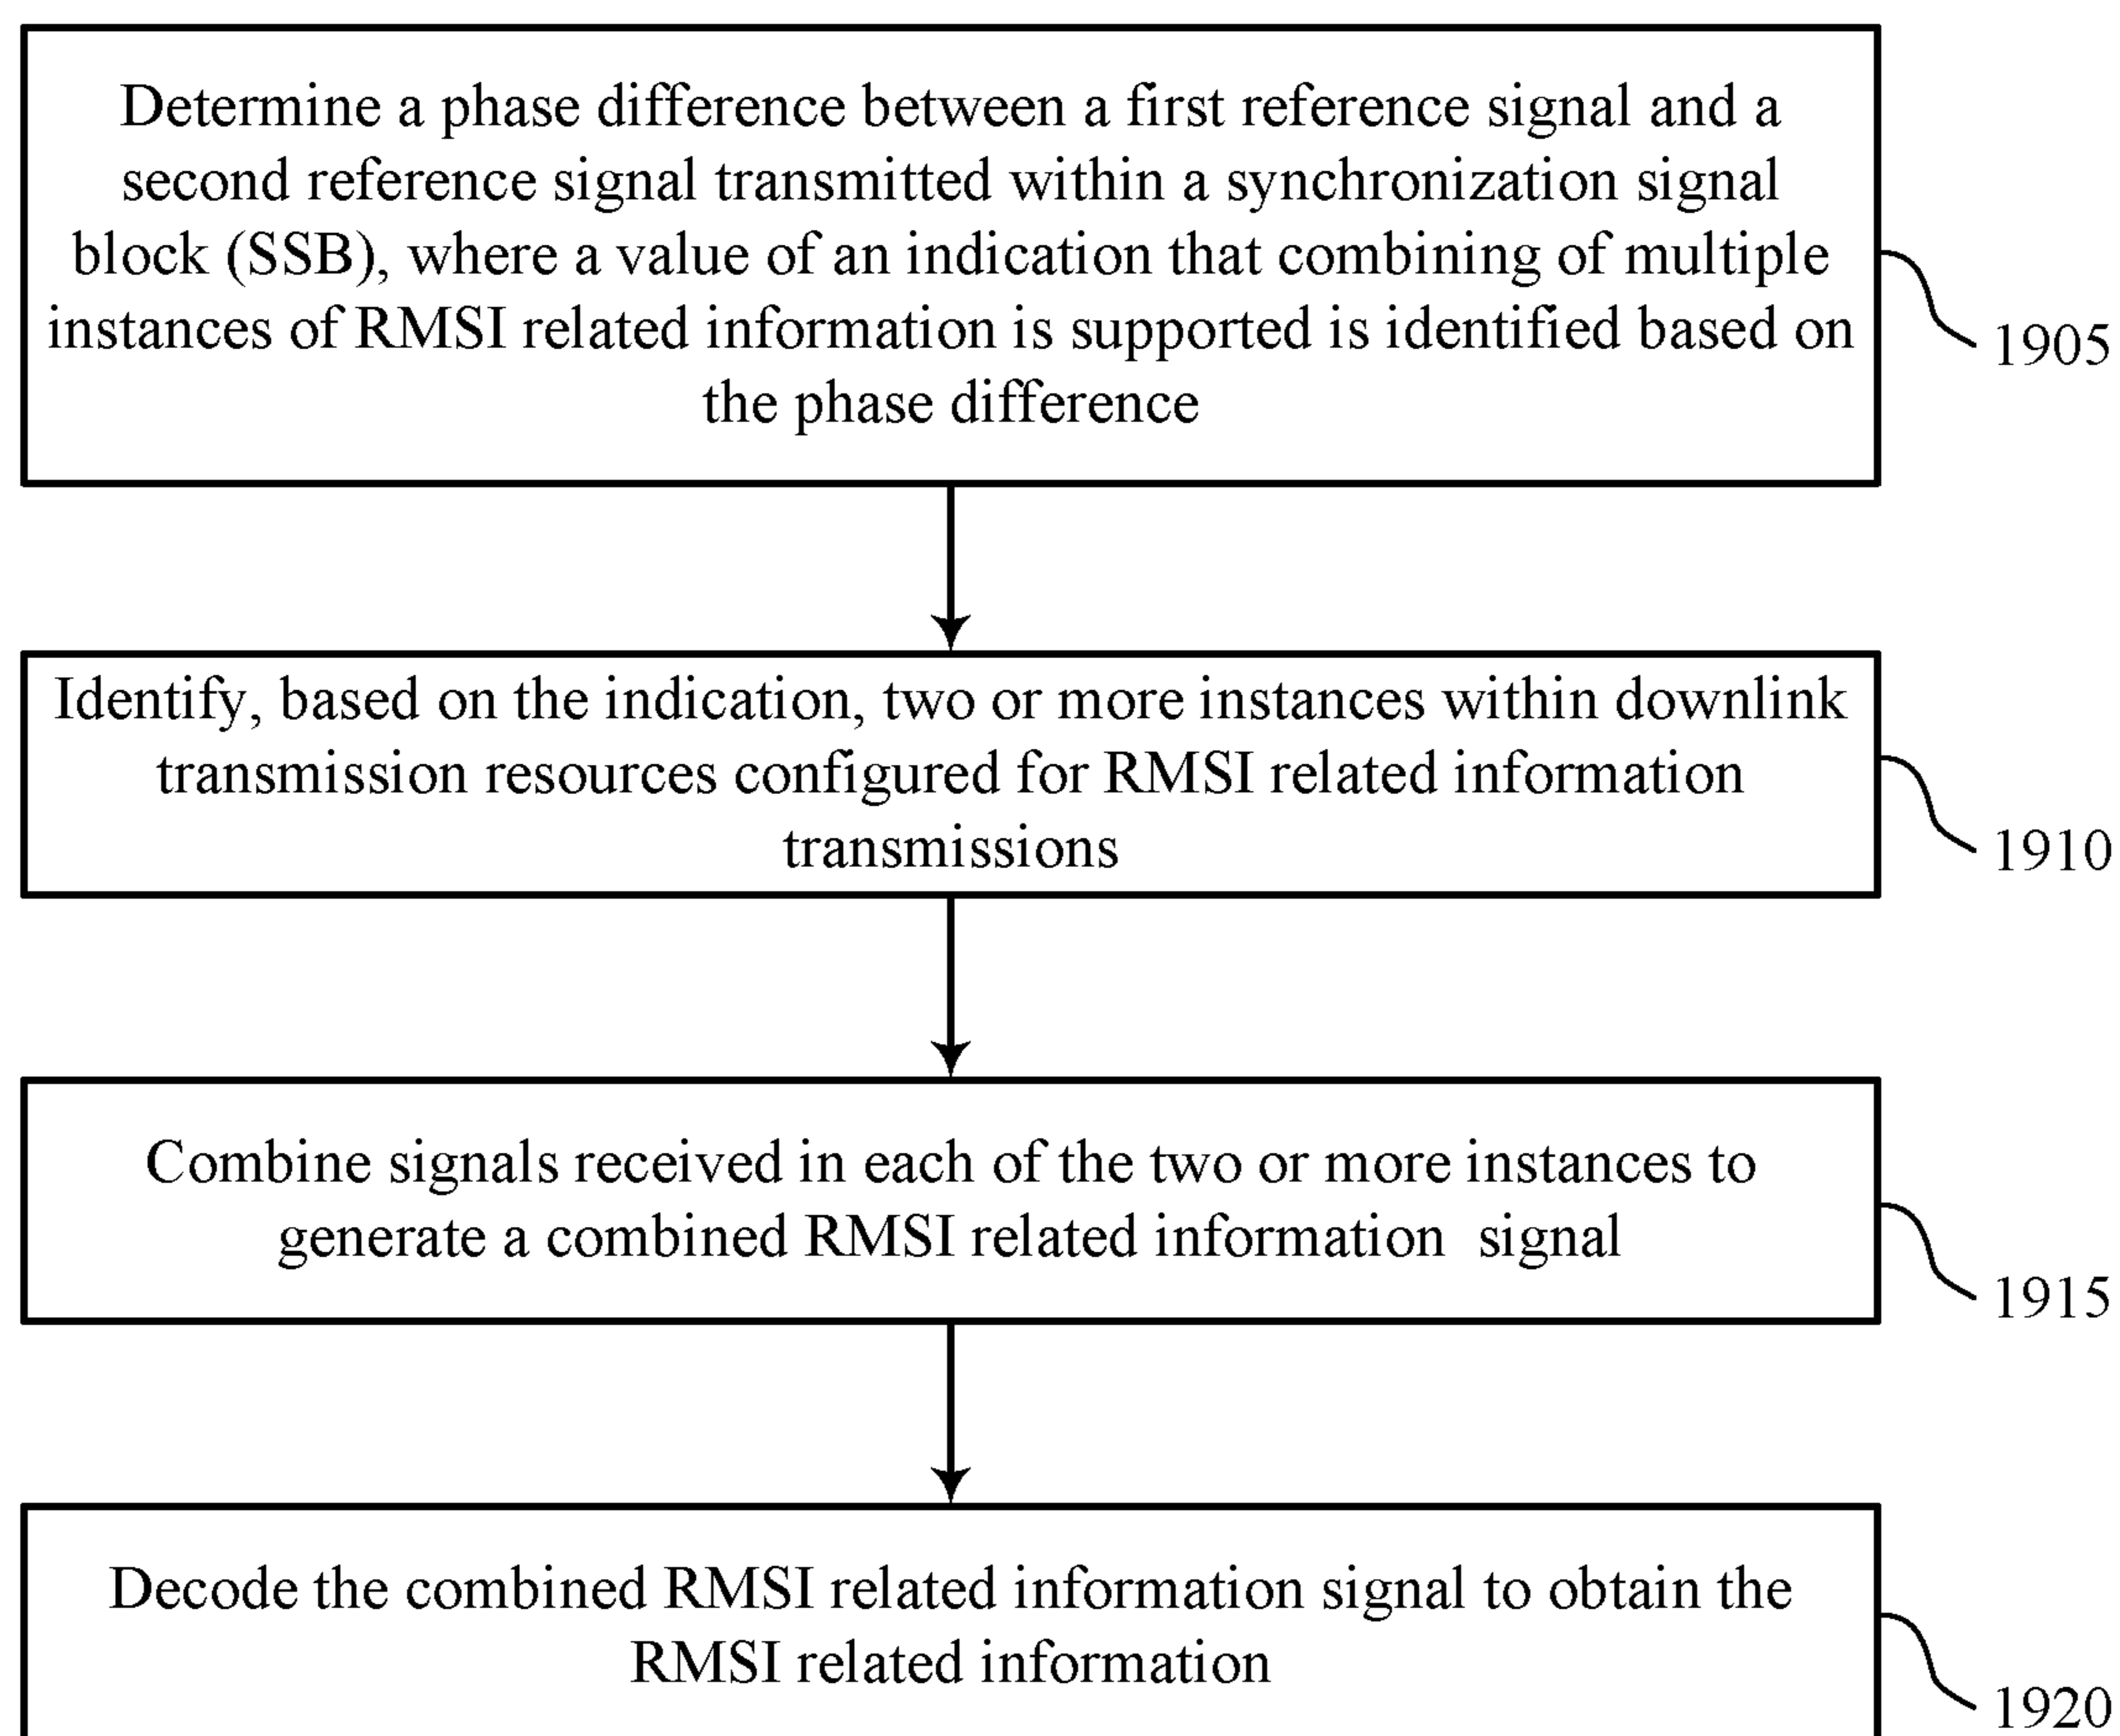 Determine a phase difference between a first reference signal and a
second reference signal transmitted within a synchronization signal
block (SSB), where a value of an indication that combining of multiple
instances of RMSI related information is supported is identified based on
the phase difference
1905
Identify, based on the indication, two or more instances within downlink
transmission resources configured for RMSI related information
transmissions
1910
Combine signals received in each of the two or more instances to
generate a combined RMSI related information signal
1915
Decode the combined RMSI related information signal to obtain the
RMSI related information
1920